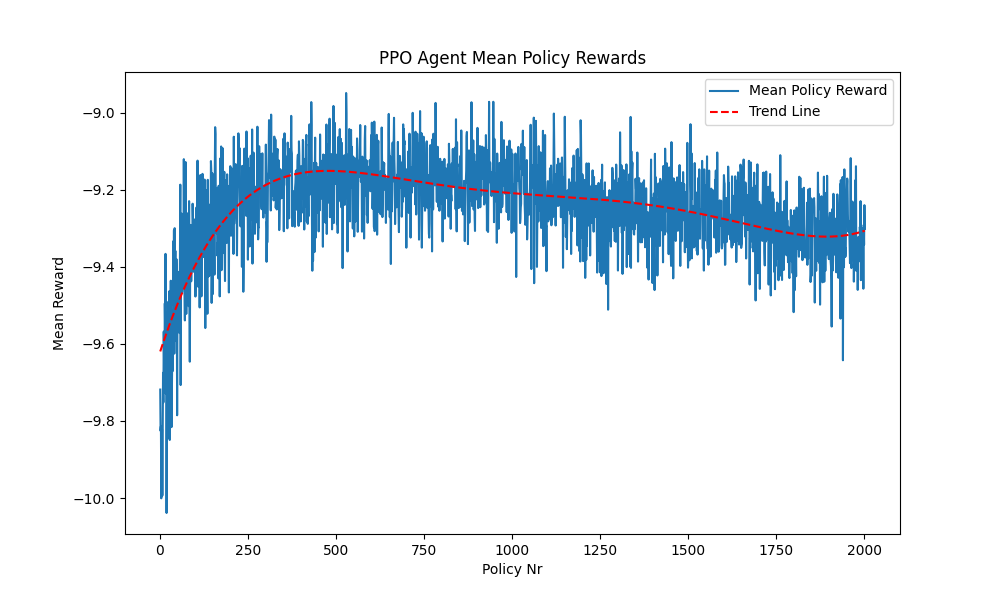 PPO Agent Mean Policy Rewards
Mean Policy Reward
Trend Line
Mean Reward
−9.0
−9.2
−9.4
−9.6
−9.8
−10.0
0 250 500 750 1000 1250 1500 1750 2000
Policy Nr